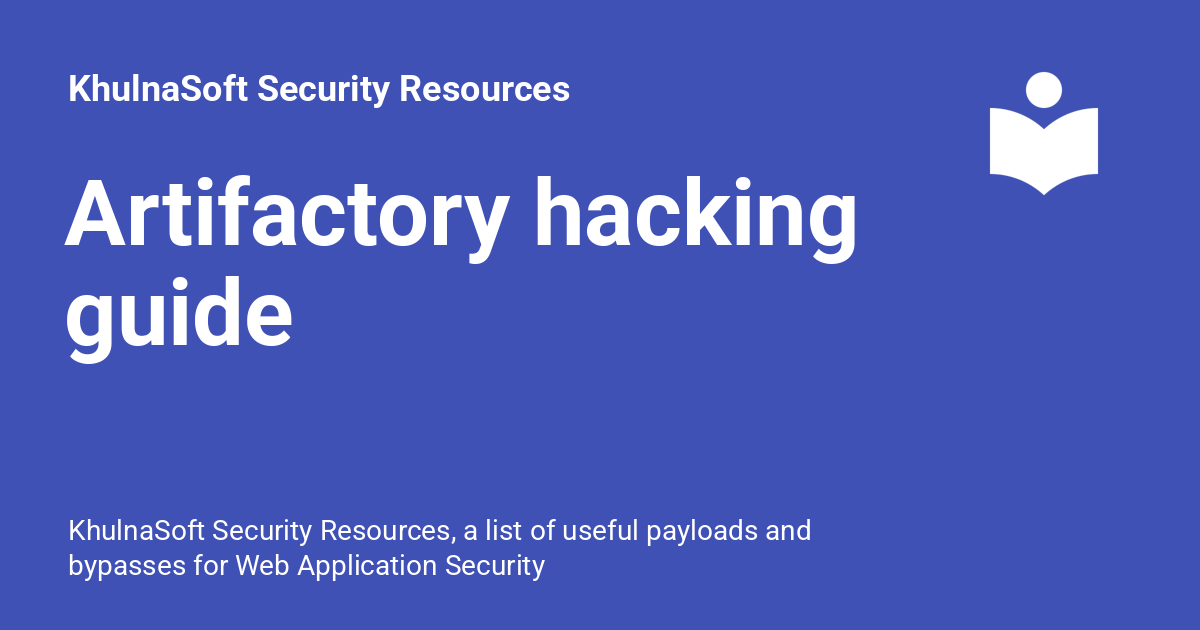 KhulnaSoft Security Resources
Artifactory hacking
guide
KhulnaSoft Security Resources, a list of useful payloads and
bypasses for Web Application Security